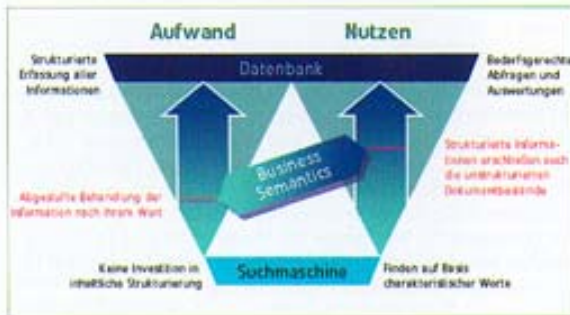 Aufwand
Nutzen
Strukturierte
Erfassung aller
Informationen
Datenbank
Bedarfsgerechte
Abfragen und
Auswertungen
Business
Semantics
Strukturierte Informa-
tionen erschließen auch
die unstrukturierten
Dokumentbestände
Abgestufte Behandlung der
Information nach ihrem Wert
Keine Investition in
inhaltliche Strukturierung
Suchmaschine
Finden auf Basis
charakteristischer Worte